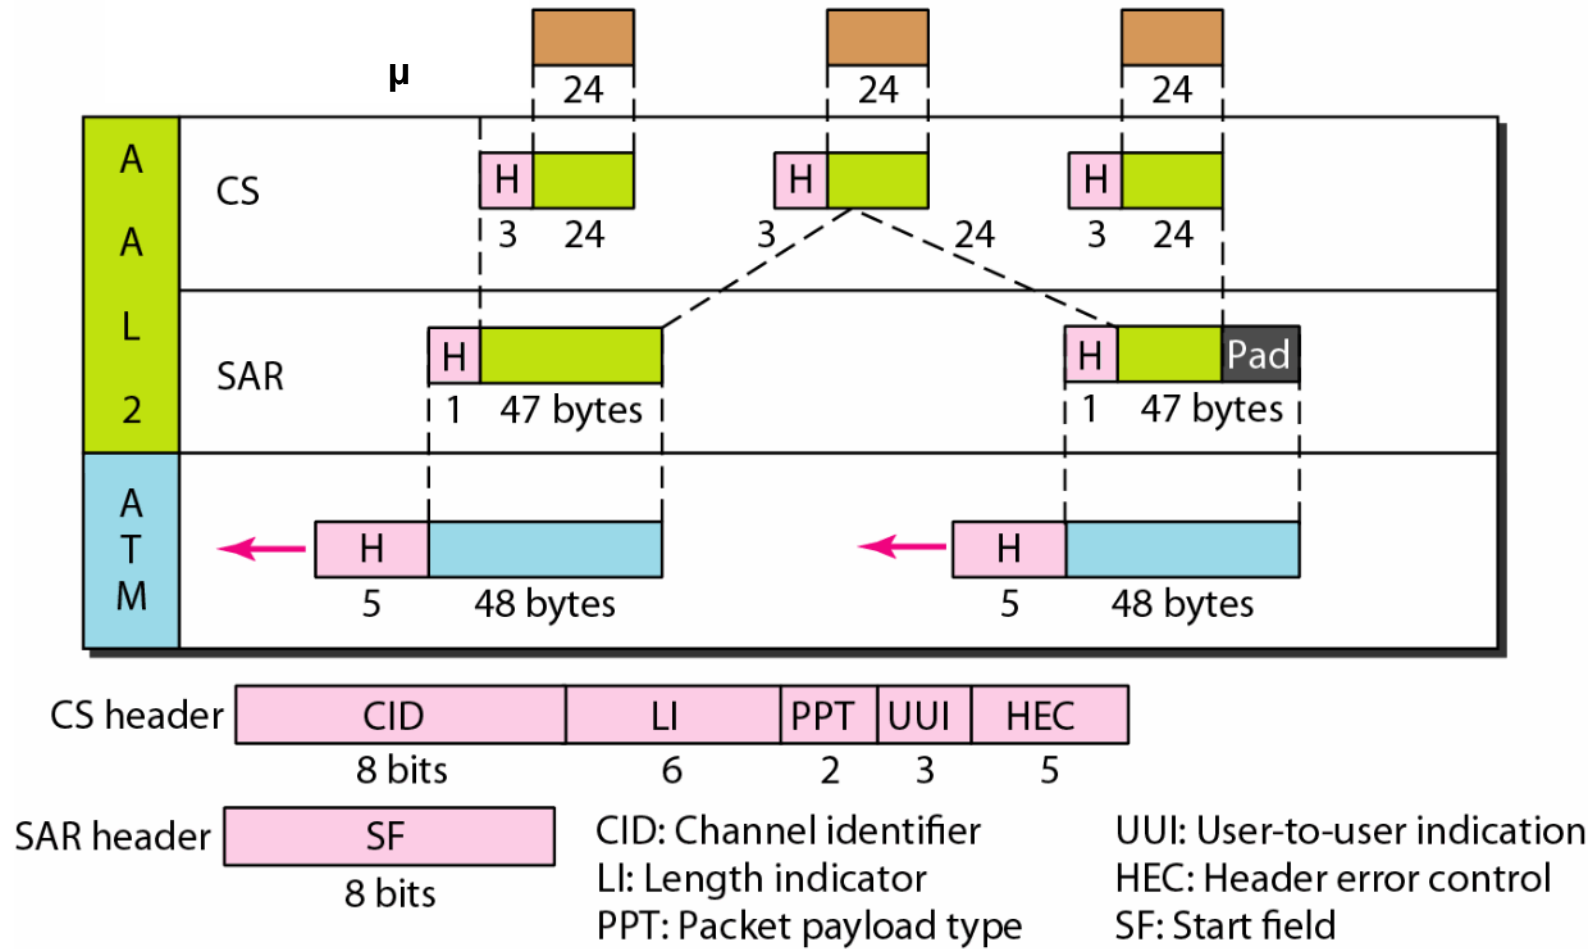 µ
24 24 24
A
A
L
2
CS
H H H
3 24 3 24 3 24
SAR
H H Pad
1 47 bytes 1 47 bytes
A
T
M
H H
5 48 bytes 5 48 bytes
CS header CID LI PPT UUI HEC
8 bits 6 2 3 5
SAR header SF
8 bits
CID: Channel identifier
LI: Length indicator
PPT: Packet payload type
UUI: User-to-user indication
HEC: Header error control
SF: Start field